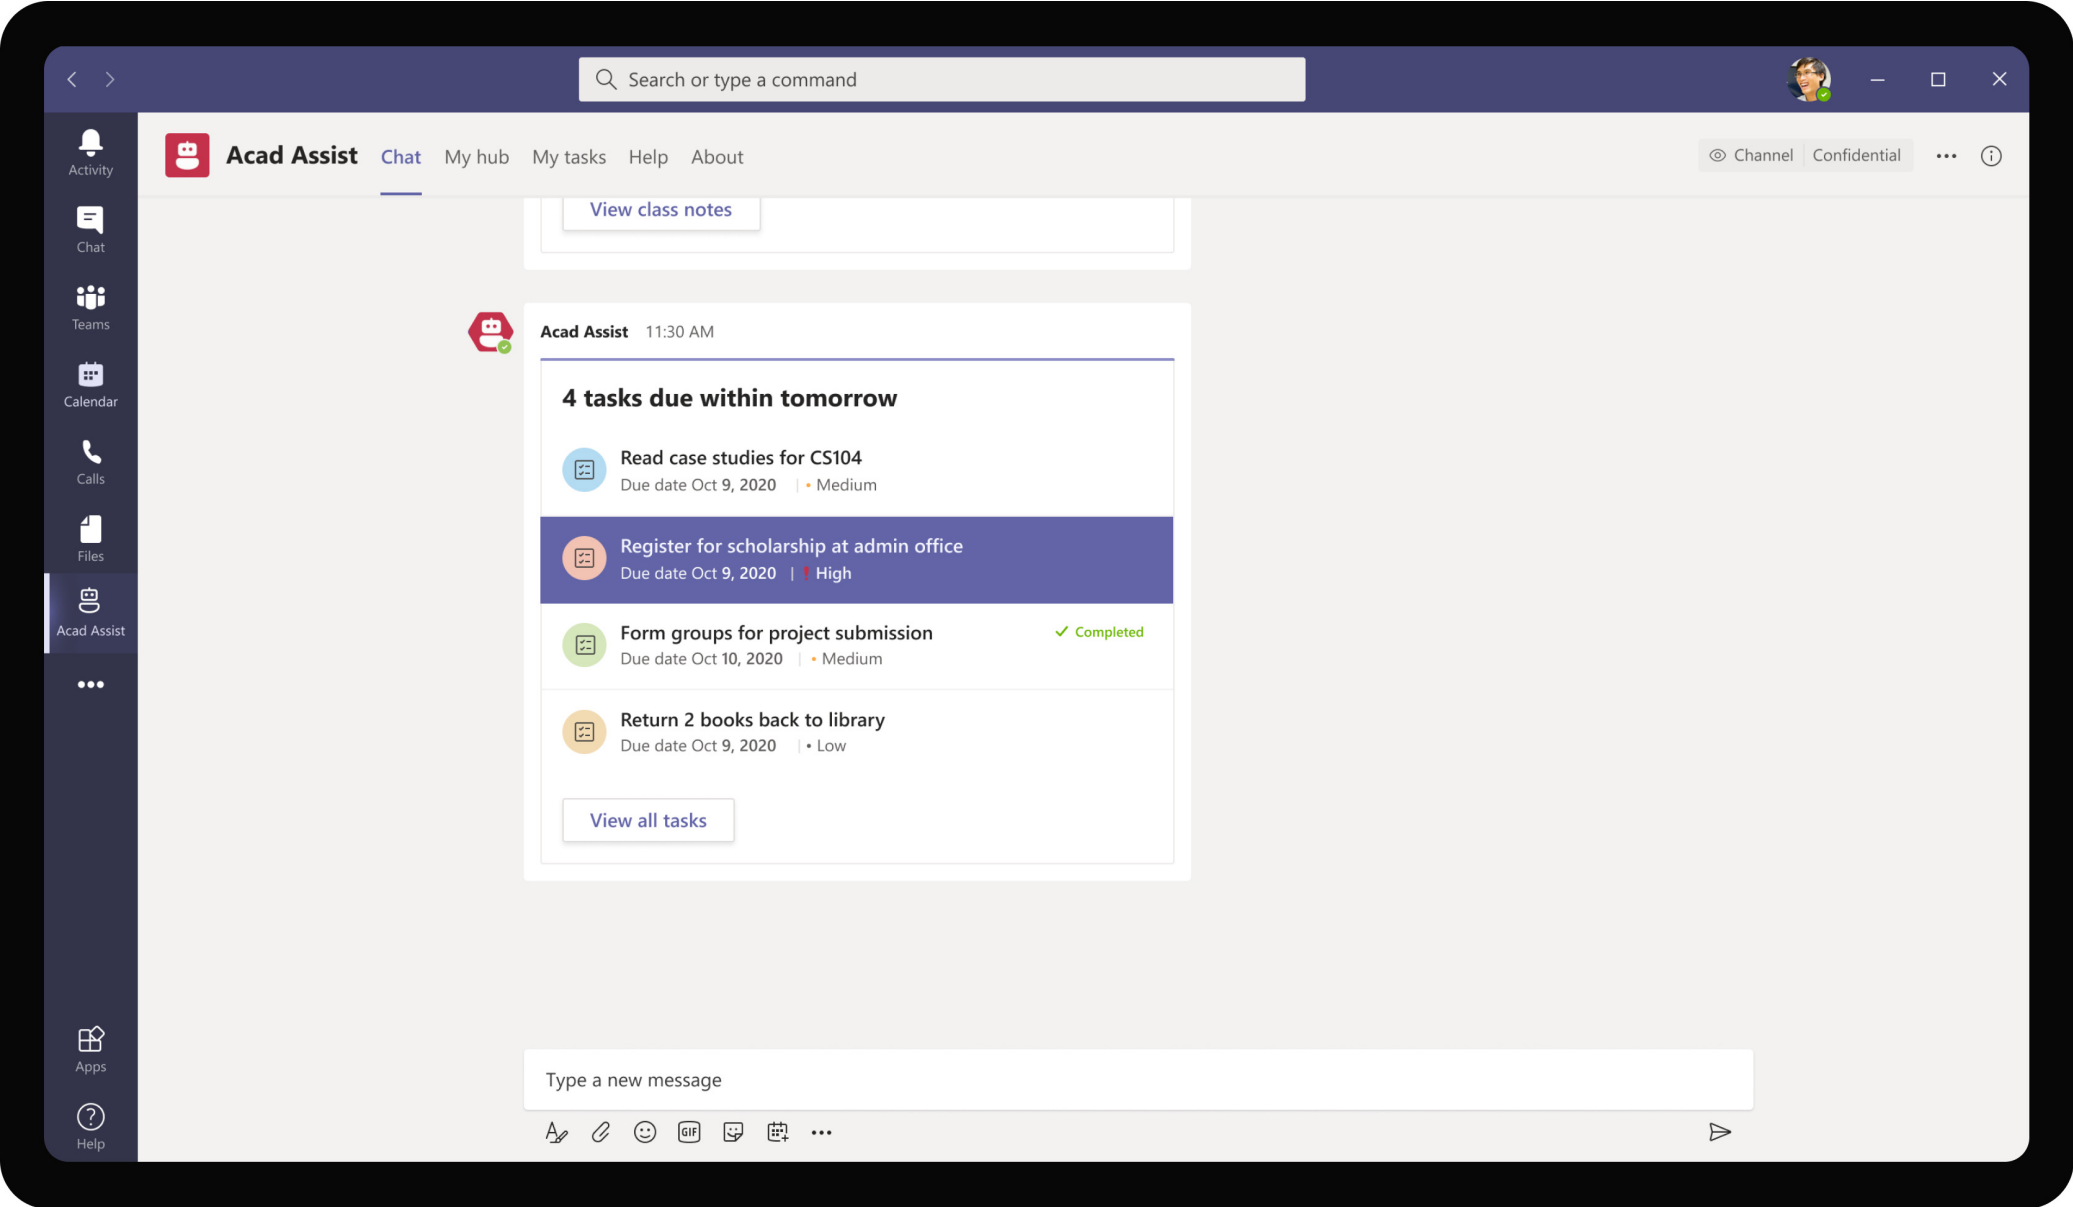 Search or type a command
Activity
Chat
Teams
Calendar
Calls
Files
Acad Assist
Apps
Help
Acad Assist Chat My hub My tasks Help About
Channel Confidential
View class notes
Acad Assist 11:30 AM
4 tasks due within tomorrow
Read case studies for CS104
Due date Oct 9, 2020 | • Medium
Register for scholarship at admin office
Due date Oct 9, 2020 | ! High
Form groups for project submission
Completed
Due date Oct 10, 2020 | • Medium
Return 2 books back to library
Due date Oct 9, 2020 | • Low
View all tasks
Type a new message
GIF